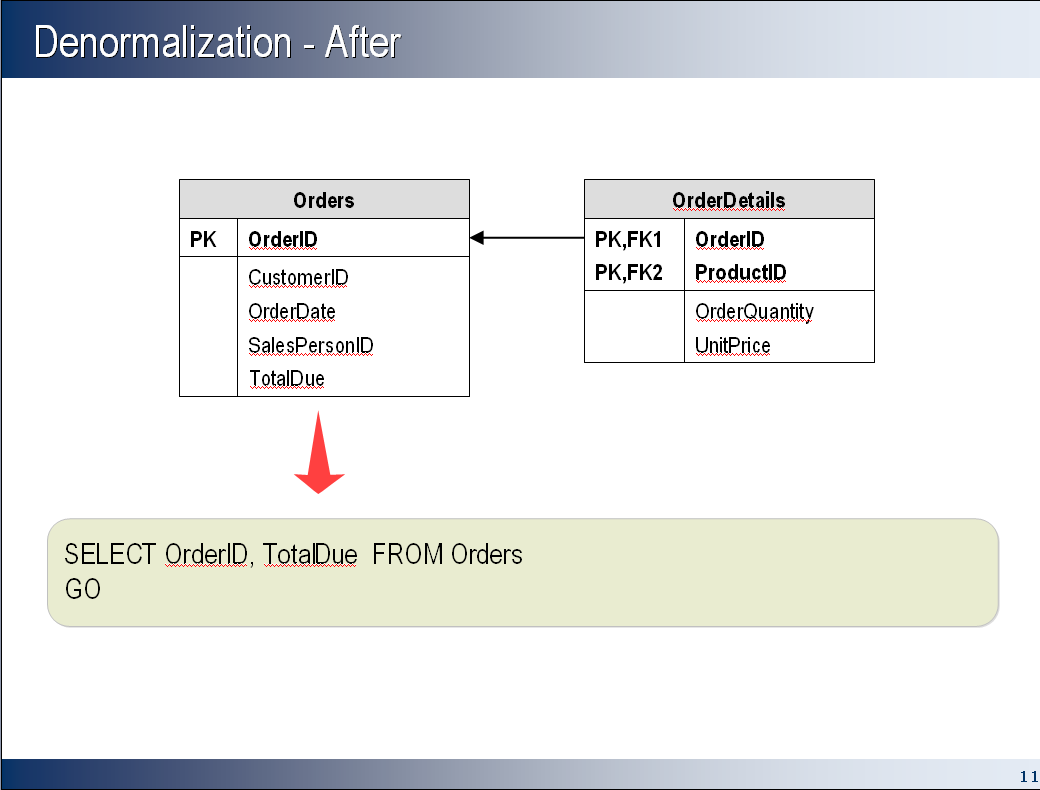 Denormalization - After
Orders
PK OrderID
CustomerID
OrderDate
SalesPersonID
TotalDue
OrderDetails
PK,FK1 OrderID
PK,FK2 ProductID
OrderQuantity
UnitPrice
SELECT OrderID, TotalDue FROM Orders
GO
11